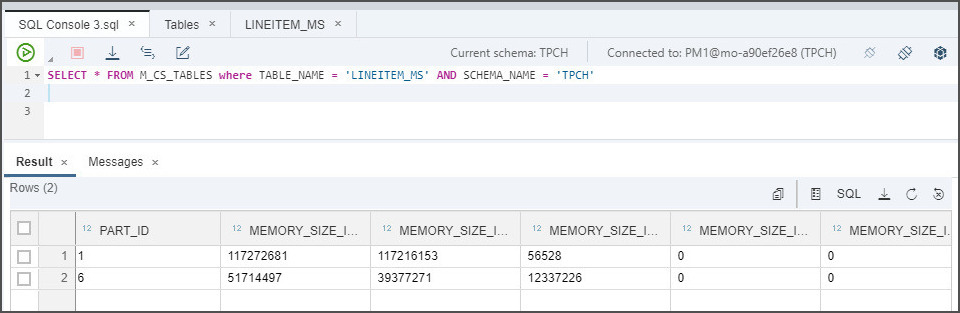 SQL Console 3.sql × Tables × LINEITEM_MS ×
Current schema: TPCH Connected to: PM1@mo-a90ef26e8 (TPCH)
1 SELECT * FROM M_CS_TABLES where TABLE_NAME = 'LINEITEM_MS' AND SCHEMA_NAME = 'TPCH'
2
3
Result × Messages ×
Rows (2)
SQL
12 PART_ID 12 MEMORY_SIZE_I... 12 MEMORY_SIZE_I... 12 MEMORY_SIZE_I... 12 MEMORY_SIZE_I... 12 MEMORY_SIZE_I...
1 1 117272681 117216153 56528 0 0
2 6 51714497 39377271 12337226 0 0